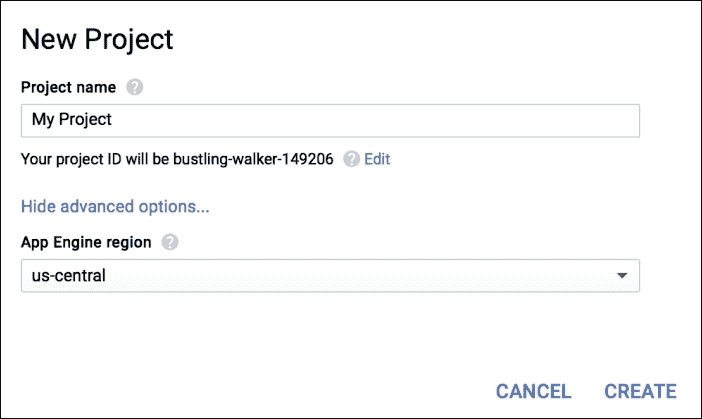 New Project
Project name ?
My Project
Your project ID will be bustling-walker-149206 ? Edit
Hide advanced options...
App Engine region ?
us-central
CANCEL CREATE